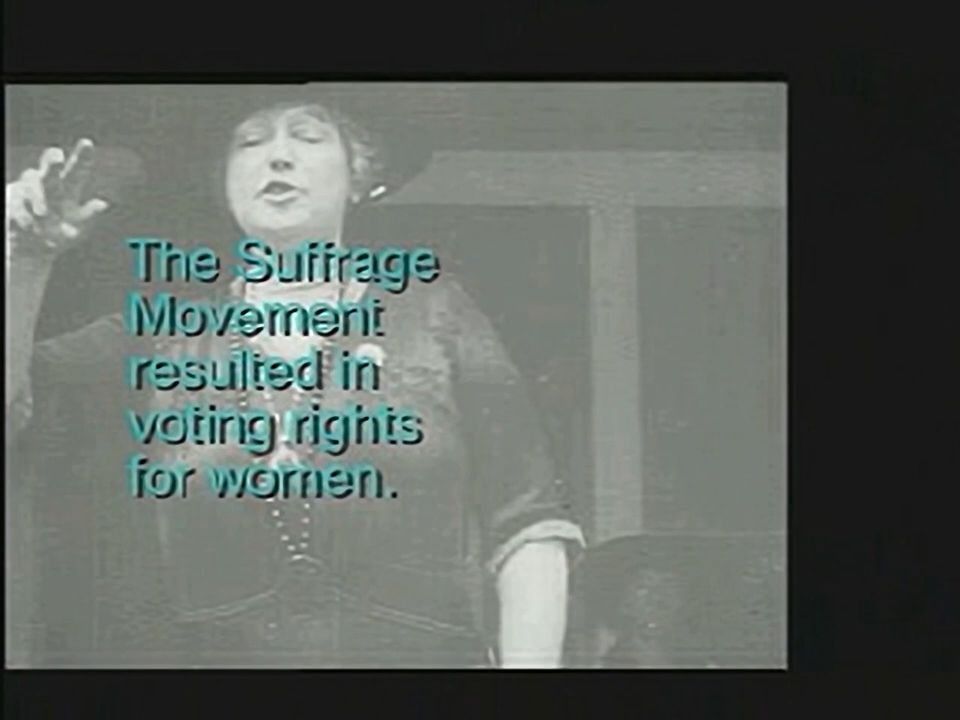 The Suffrage
Movement
resulted in
voting rights
for women.